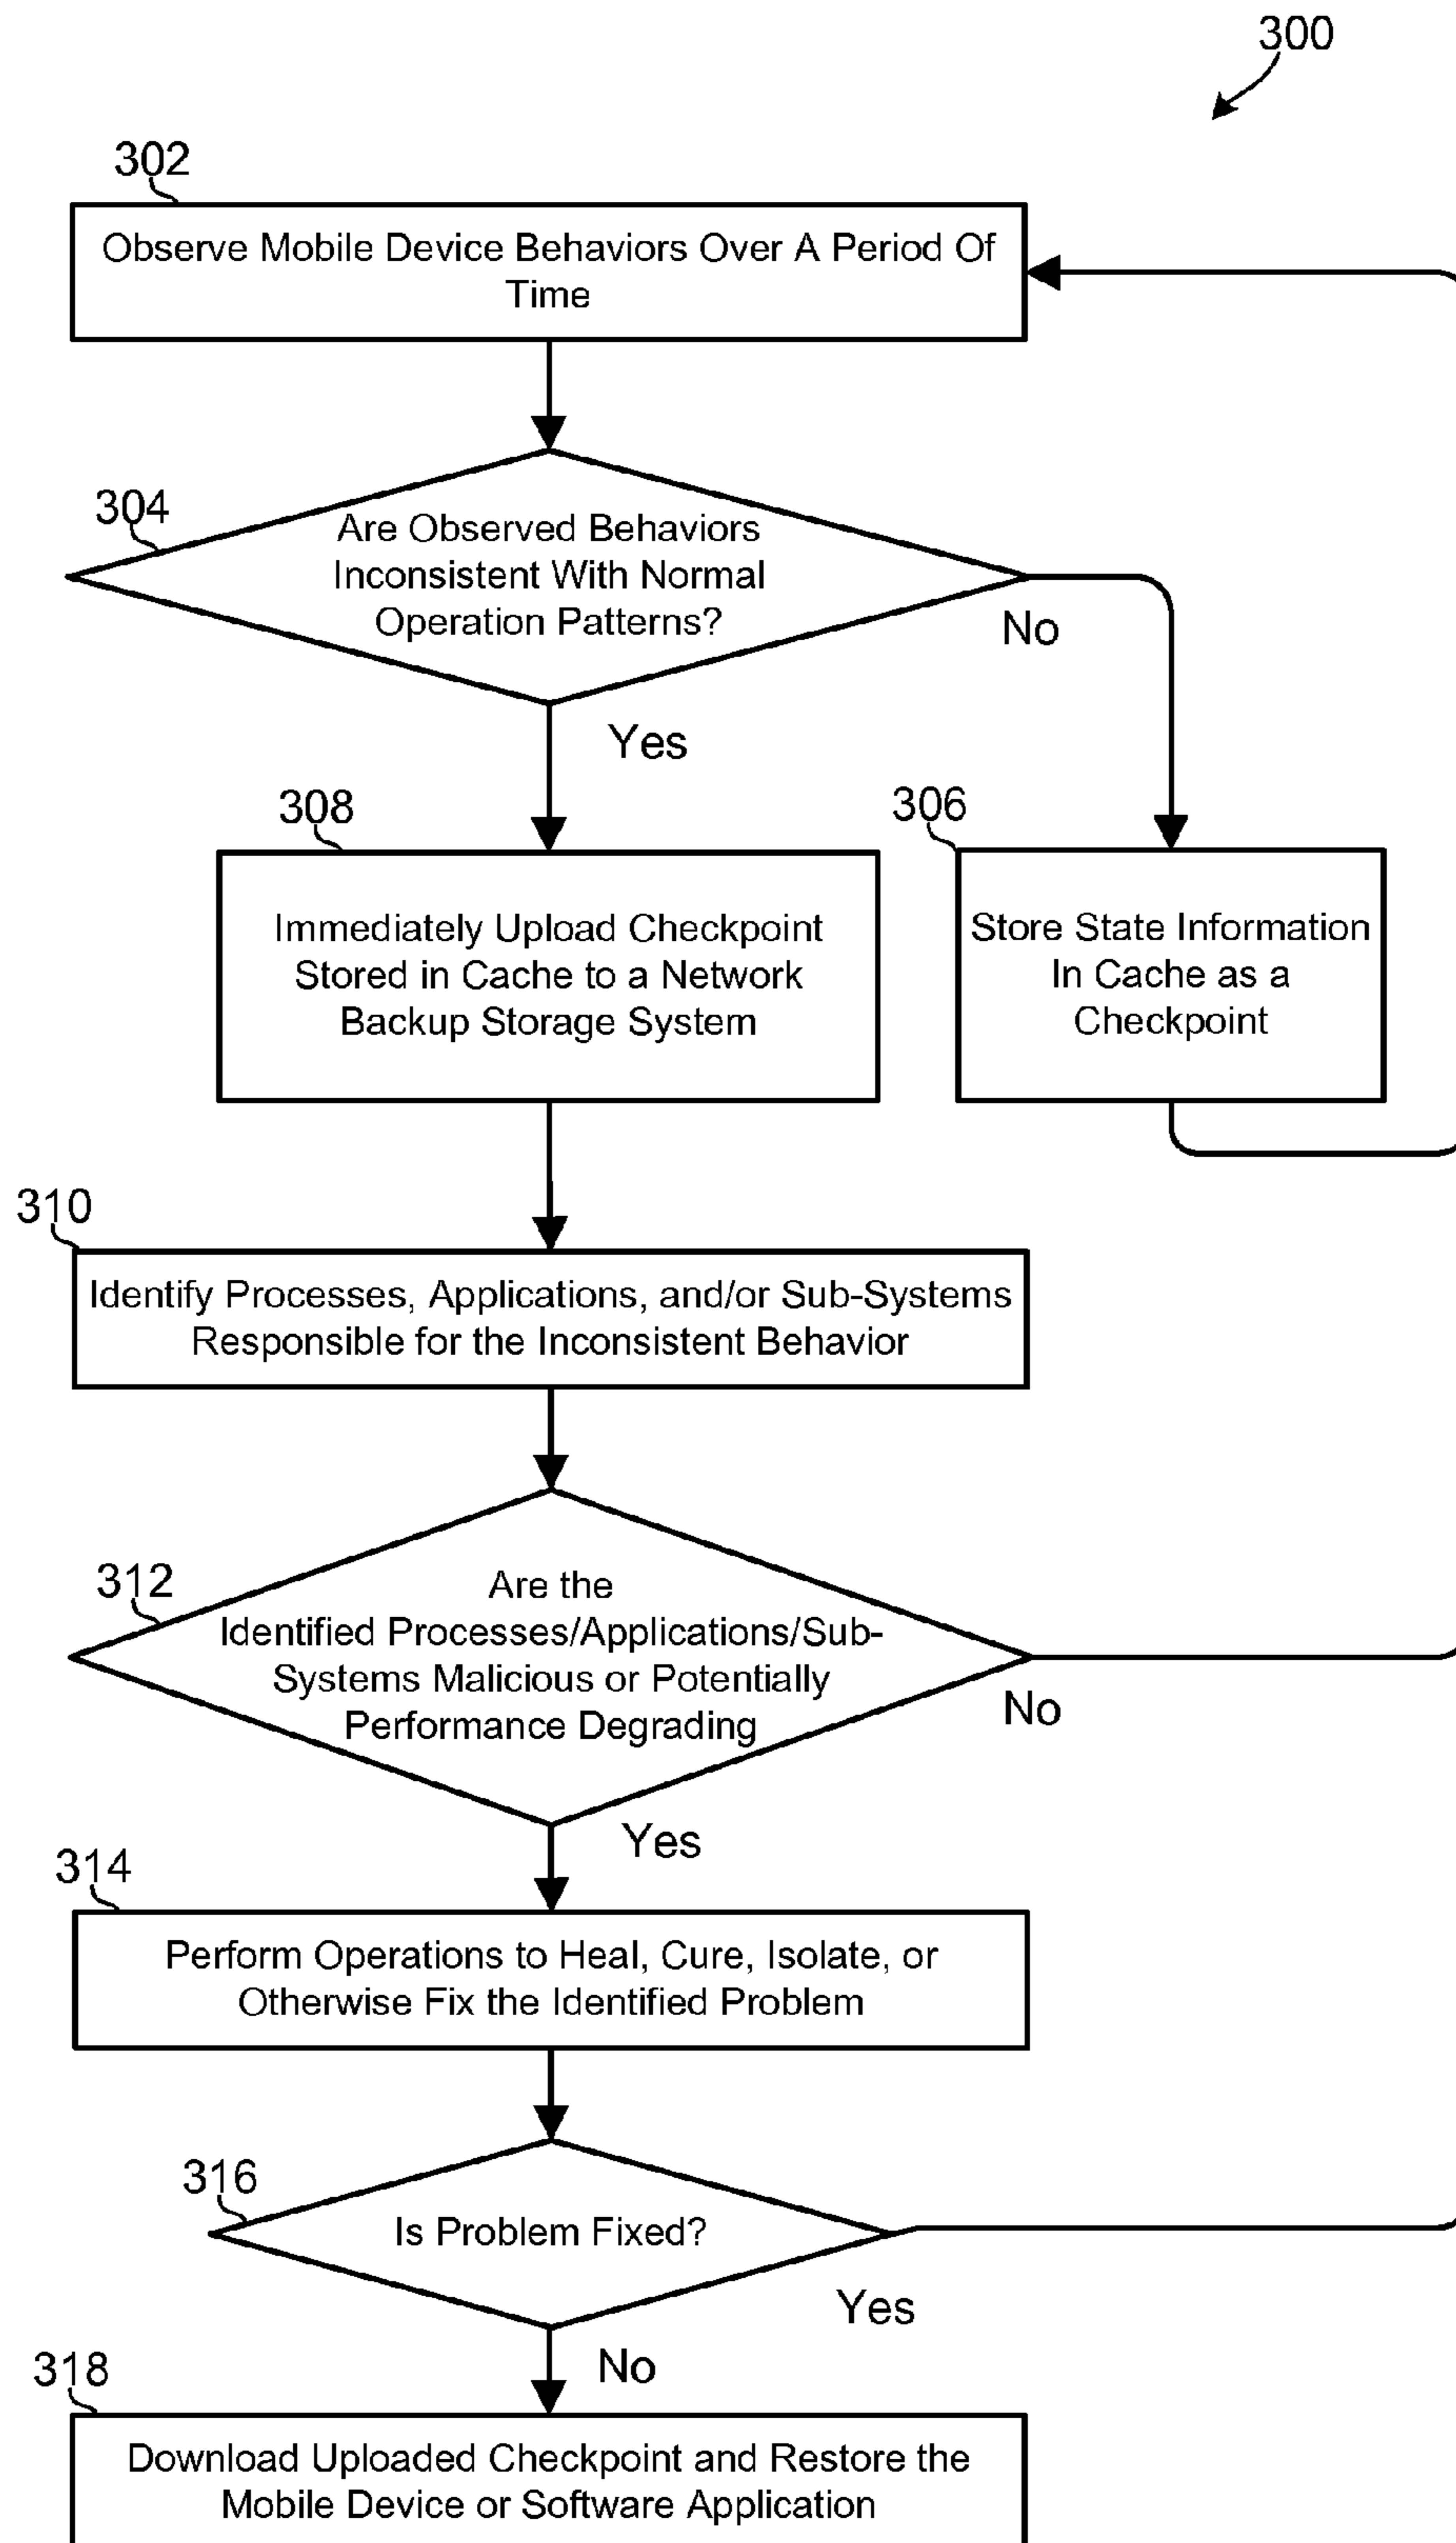 300
302
Observe Mobile Device Behaviors Over A Period Of
Time
304
Are Observed Behaviors
Inconsistent With Normal
Operation Patterns?
No
Yes
308
306
Immediately Upload Checkpoint
Stored in Cache to a Network
Backup Storage System
Store State Information
In Cache as a
Checkpoint
310
Identify Processes, Applications, and/or Sub-Systems
Responsible for the Inconsistent Behavior
312
Are the
Identified Processes/Applications/Sub-
Systems Malicious or Potentially
Performance Degrading
No
Yes
314
Perform Operations to Heal, Cure, Isolate, or
Otherwise Fix the Identified Problem
316
Is Problem Fixed?
Yes
No
318
Download Uploaded Checkpoint and Restore the
Mobile Device or Software Application